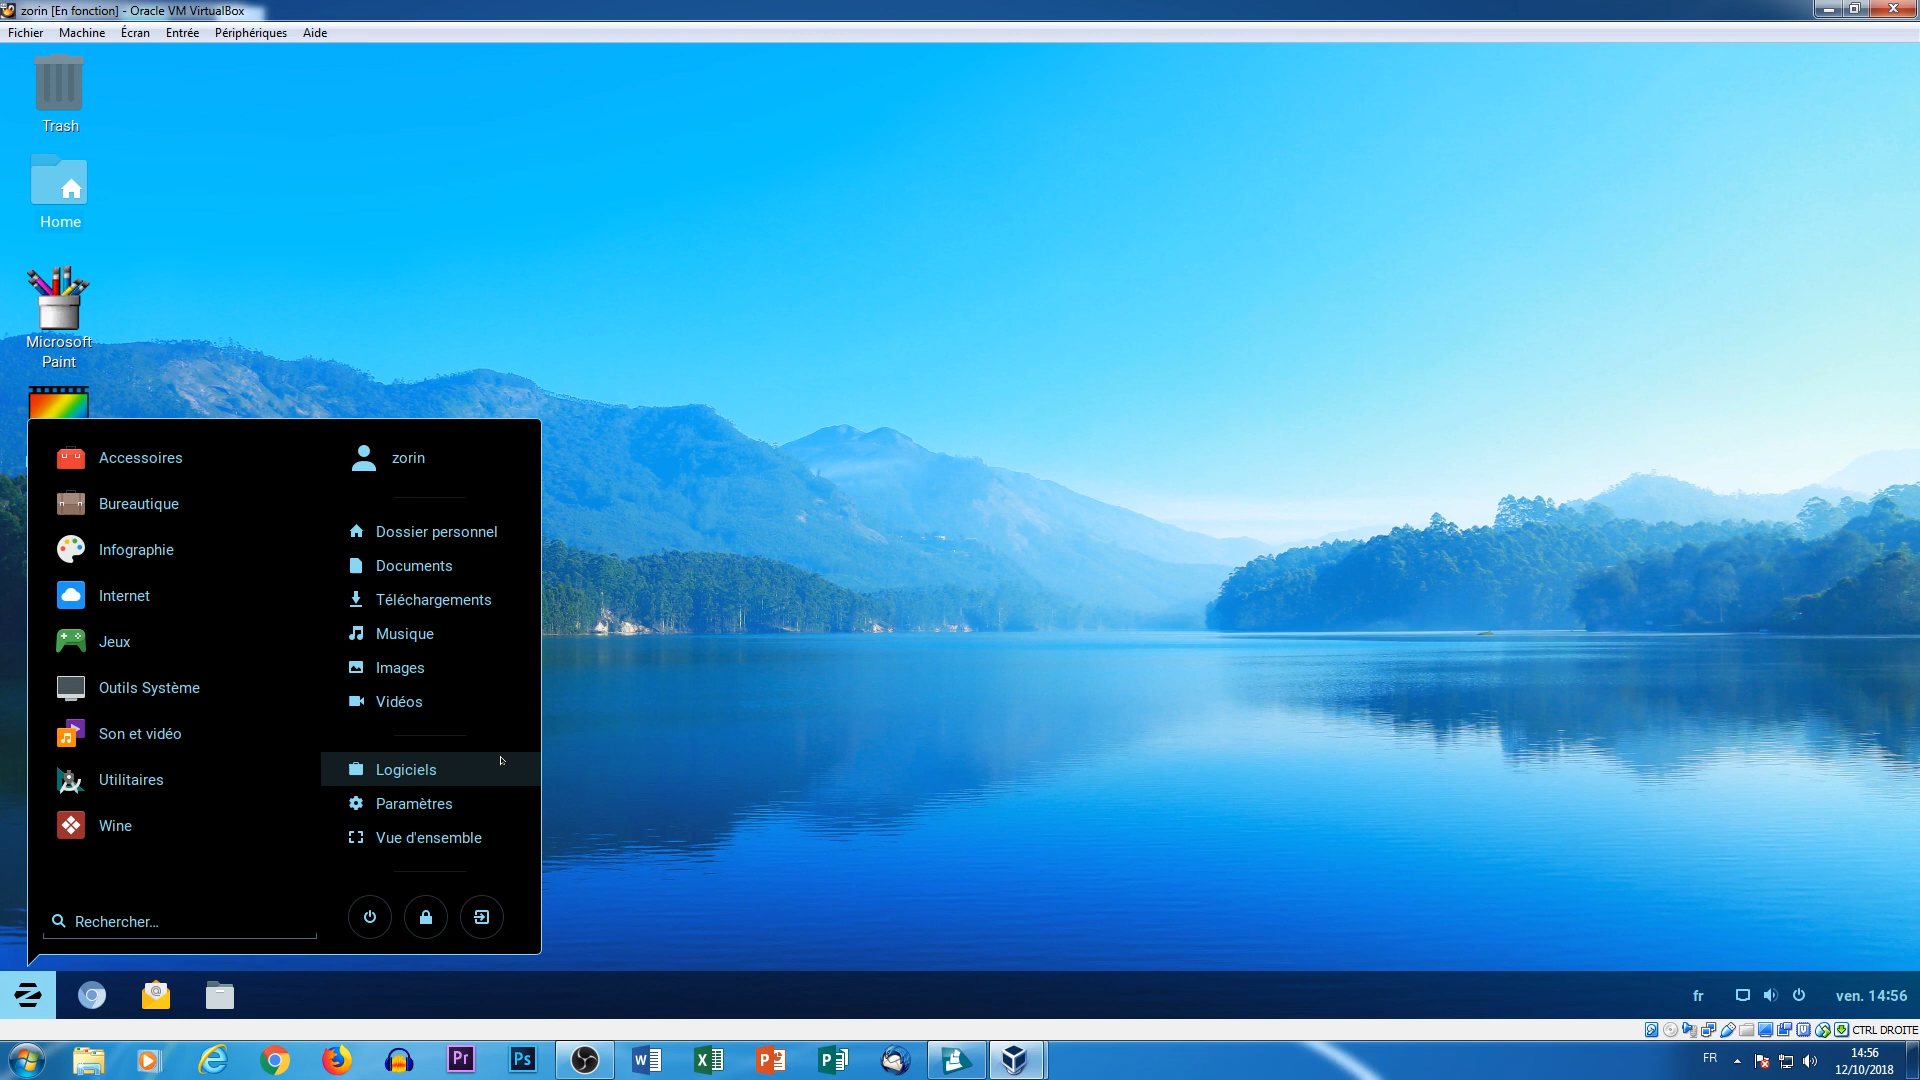 zorin [En fonction] - Oracle VM VirtualBox
Fichier Machine Écran Entrée Périphériques Aide
Trash
Home
Microsoft
Paint
Accessoires
Bureautique
Infographie
Internet
Jeux
Outils Système
Son et vidéo
Utilitaires
Wine
Rechercher...
zorin
Dossier personnel
Documents
Téléchargements
Musique
Images
Vidéos
Logiciels
Paramètres
Vue d'ensemble
fr
ven. 14:56
CTRL DROITE
Pr
Ps
FR
14:56
12/10/2018